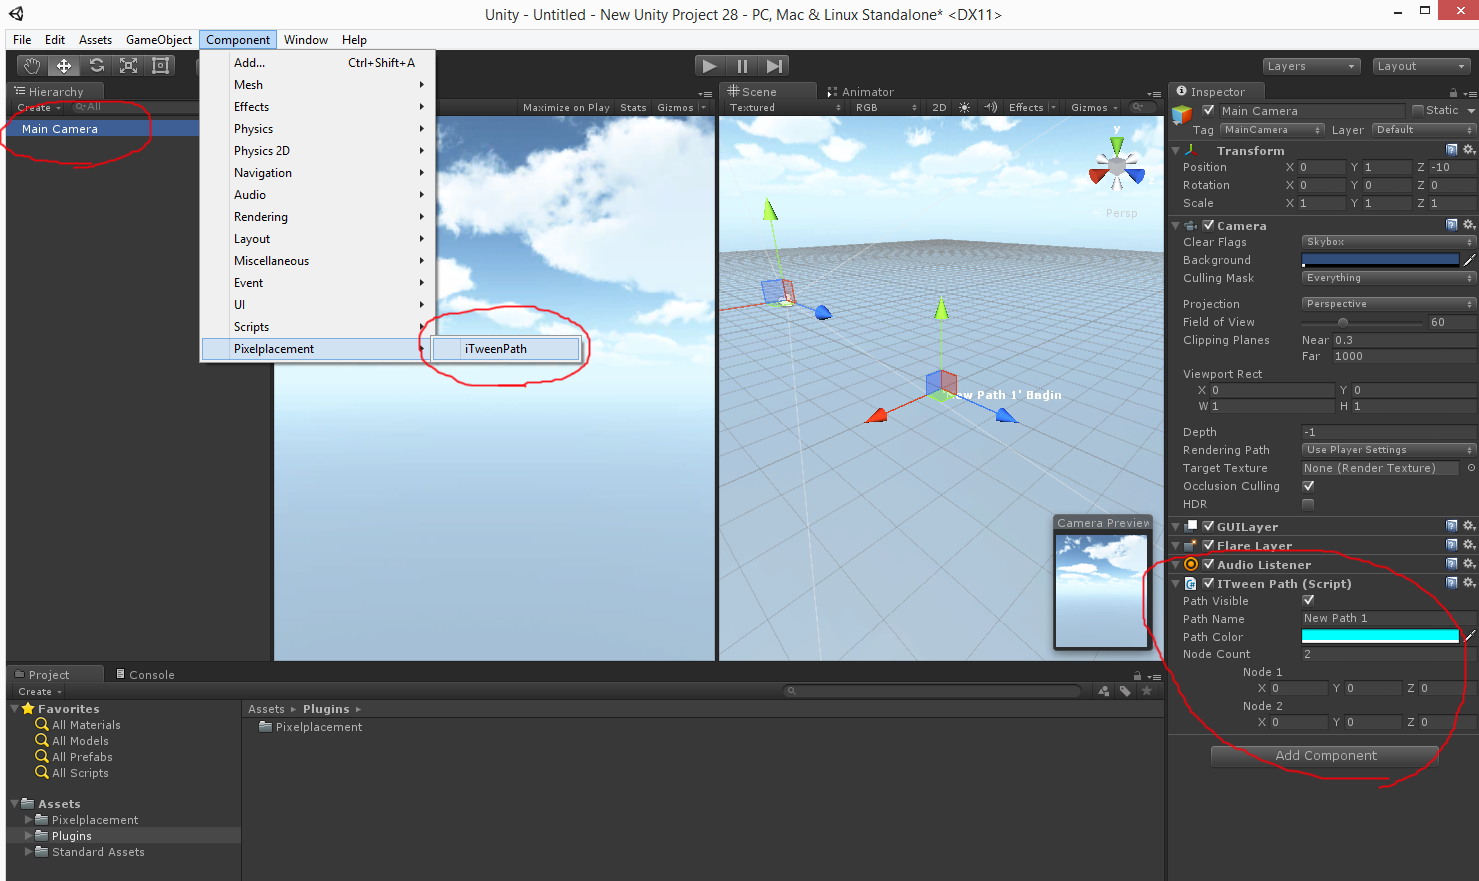 Unity - Untitled - New Unity Project 28 - PC, Mac & Linux Standalone* <DX11>
File Edit Assets GameObject Component Window Help
Add... Ctrl+Shift+A
Mesh
Effects
Physics
Physics 2D
Navigation
Audio
Rendering
Layout
Miscellaneous
Event
UI
Scripts
Pixelplacement
iTweenPath
Layers Layout
Hierarchy
Create All
Main Camera
Maximize on Play Stats Gizmos
Scene Animator
Textured RGB 2D Effects Gizmos
y
Persp
New Path 1' Begin
Camera Preview
Inspector
Main Camera Static
Tag MainCamera Layer Default
Transform
Position X 0 Y 1 Z -10
Rotation X 0 Y 0 Z 0
Scale X 1 Y 1 Z 1
Camera
Clear Flags Skybox
Background
Culling Mask Everything
Projection Perspective
Field of View 60
Clipping Planes Near 0.3
Far 1000
Viewport Rect
X 0 Y 0
W 1 H 1
Depth -1
Rendering Path Use Player Settings
Target Texture None (Render Texture)
Occlusion Culling
HDR
GUILayer
Flare Layer
Audio Listener
ITween Path (Script)
Path Visible
Path Name New Path 1
Path Color
Node Count 2
Node 1
X 0 Y 0 Z 0
Node 2
X 0 Y 0 Z 0
Add Component
Project Console
Create
Favorites
All Materials
All Models
All Prefabs
All Scripts
Assets
Pixelplacement
Plugins
Standard Assets
Assets Plugins
Pixelplacement